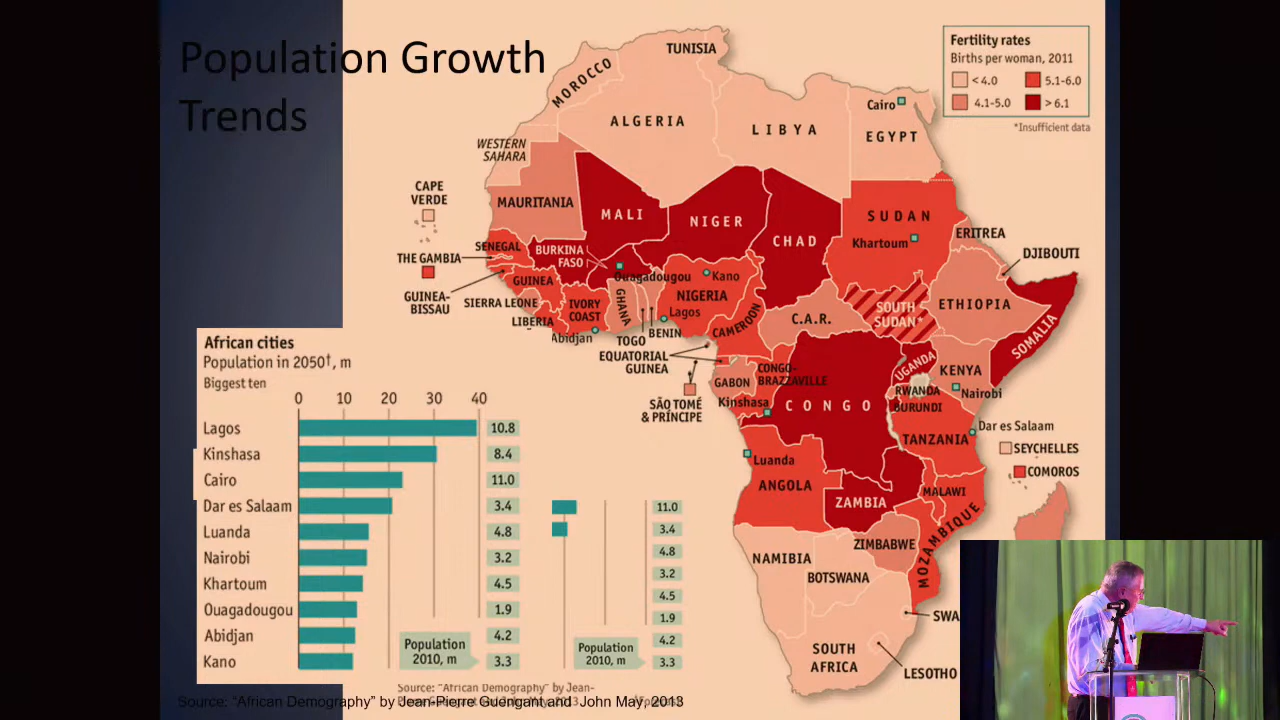 Population Growth
Trends
Fertility rates
Births per woman, 2011
< 4.0
5.1-6.0
4.1-5.0
> 6.1
*Insufficient data
TUNISIA
MOROCCO
ALGERIA
LIBYA
Cairo
EGYPT
WESTERN
SAHARA
CAPE
VERDE
MAURITANIA
MALI
NIGER
CHAD
SUDAN
Khartoum
ERITREA
DJIBOUTI
SENEGAL
THE GAMBIA
BURKINA
FASO
Ouagadougou
Kano
GUINEA-
BISSAU
GUINEA
SIERRA LEONE
LIBERIA
IVORY
COAST
GHANA
NIGERIA
Lagos
BENIN
TOGO
Abidjan
CAMEROON
C.A.R.
SOUTH
SUDAN*
ETHIOPIA
SOMALIA
EQUATORIAL
GUINEA
GABON
CONGO-
BRAZZAVILLE
SÃO TOMÉ
& PRÍNCIPE
Kinshasa
CONGO
UGANDA
KENYA
RWANDA
Nairobi
BURUNDI
TANZANIA
Dar es Salaam
SEYCHELLES
COMOROS
Luanda
ANGOLA
ZAMBIA
MALAWI
MOZAMBIQUE
ZIMBABWE
NAMIBIA
BOTSWANA
SWA
SOUTH
AFRICA
LESOTHO
African cities
Population in 2050†, m
Biggest ten
0 10 20 30 40
Lagos 10.8
Kinshasa 8.4
Cairo 11.0
Dar es Salaam 3.4
Luanda 4.8
Nairobi 3.2
Khartoum 4.5
Ouagadougou 1.9
Abidjan 4.2
Kano 3.3
Population
2010, m
11.0
3.4
4.8
3.2
4.5
1.9
4.2
3.3
Population
2010, m
Source: "African Demography" by Jean-
Source: "African Demography" by Jean-Pierre Guengant and John May, 2013